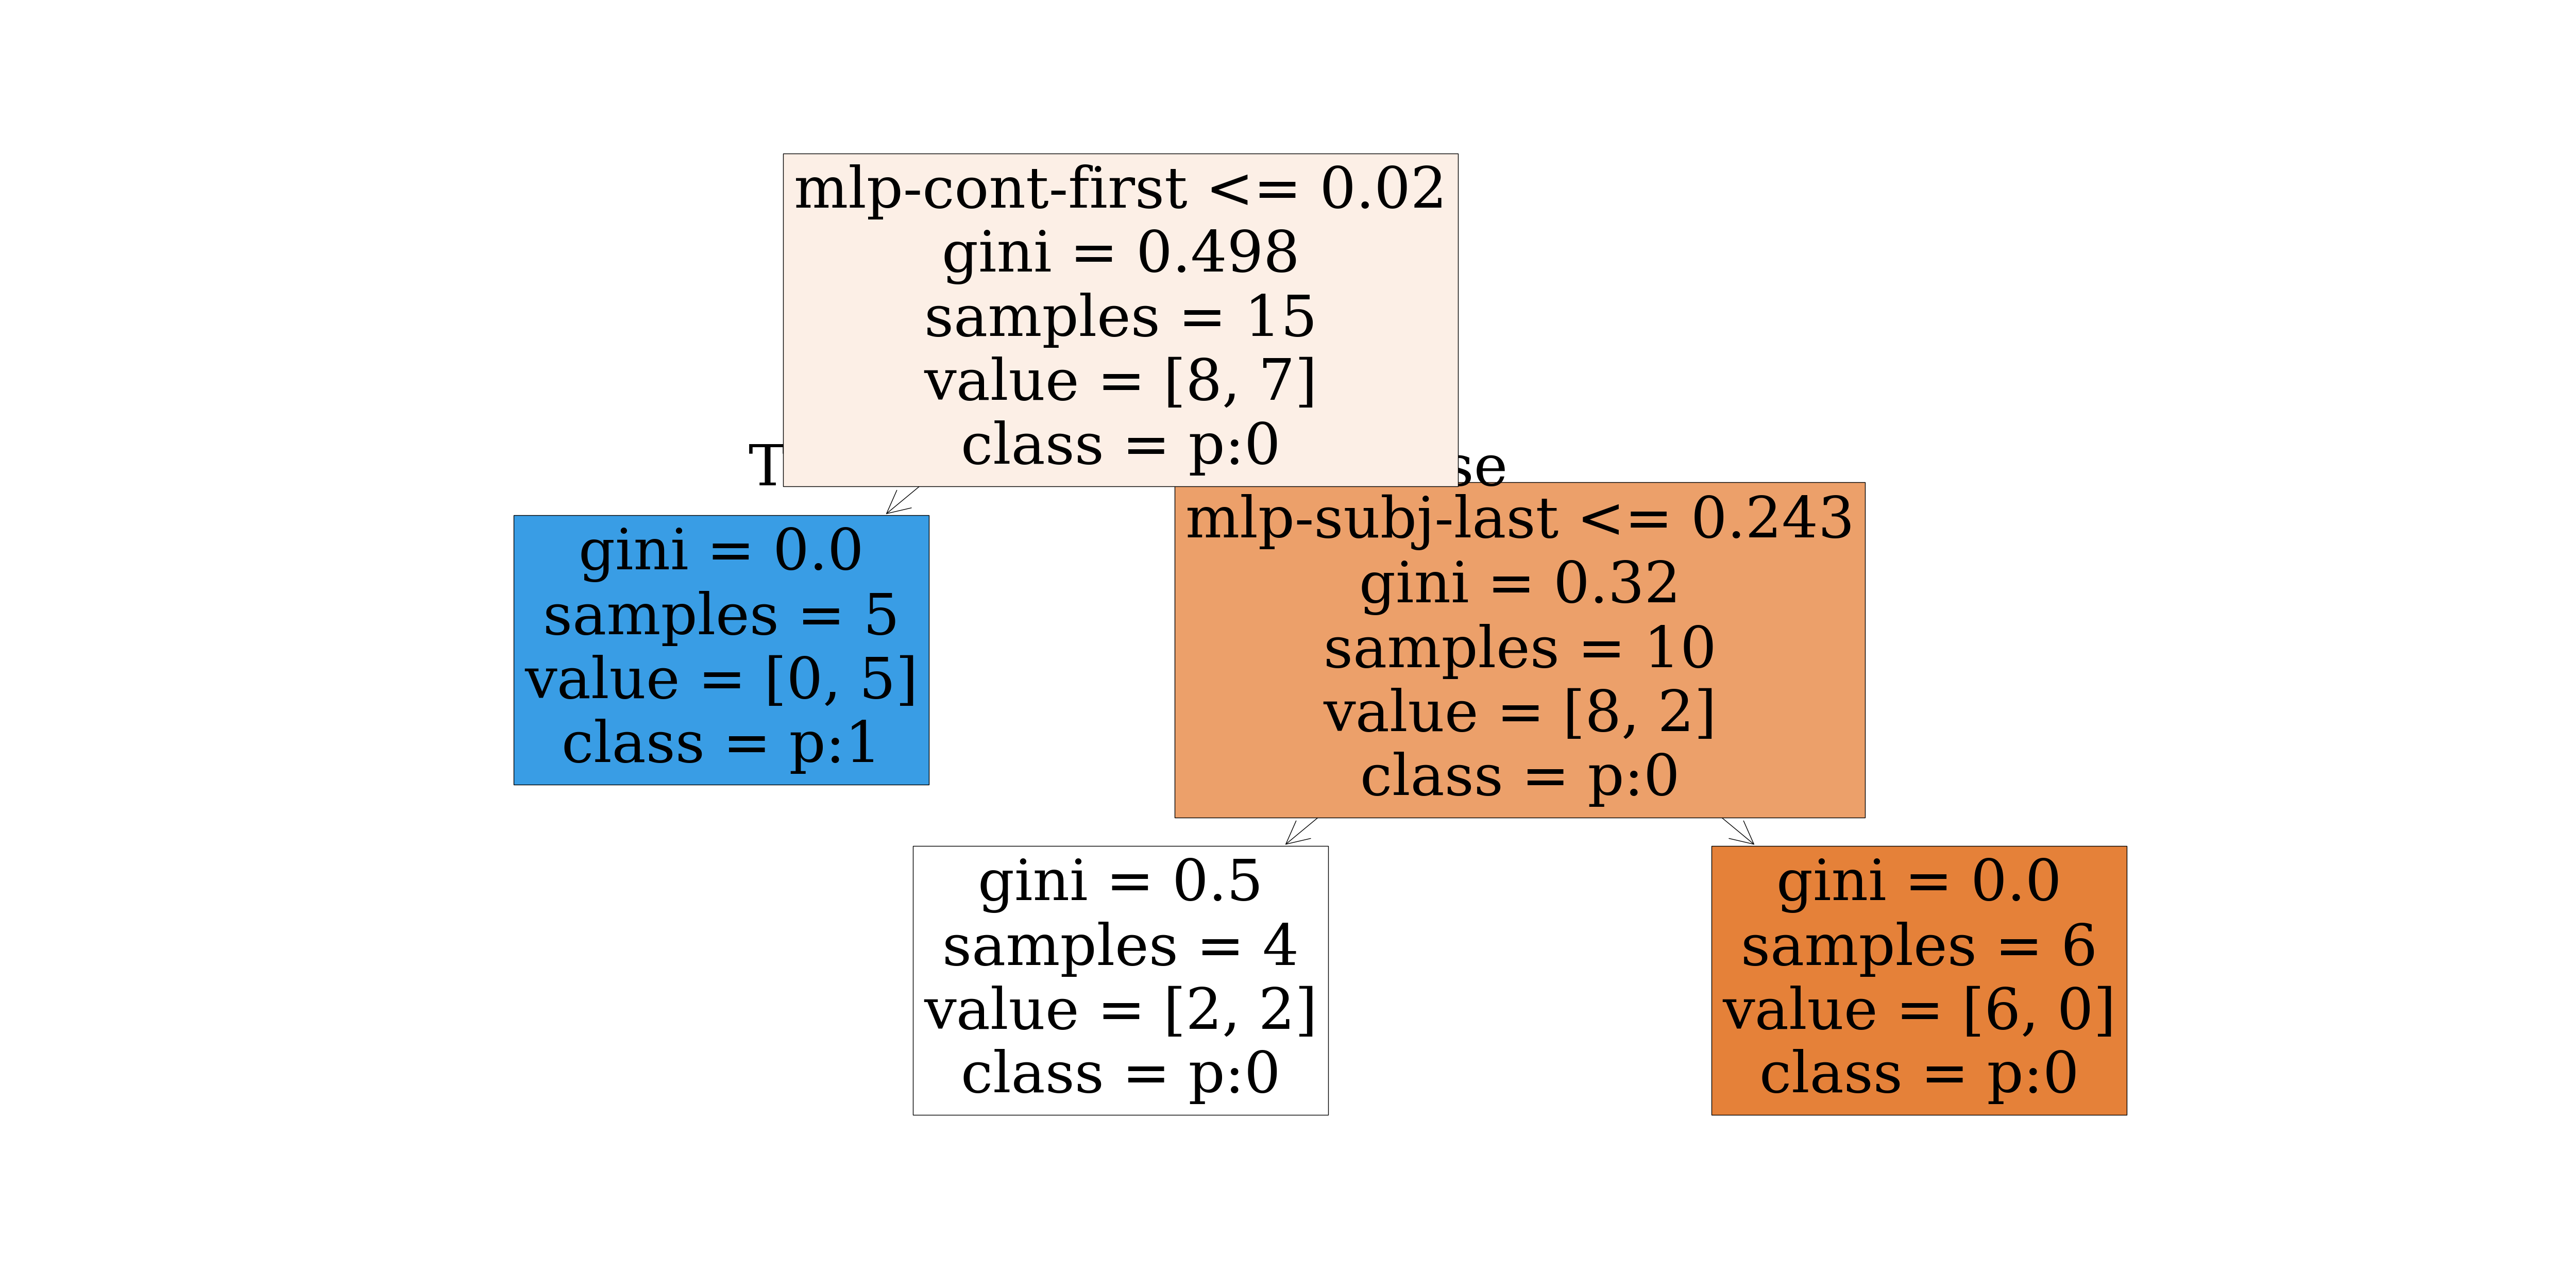 mlp-cont-first <= 0.02
gini = 0.498
samples = 15
value = [8, 7]
class = p:0
gini = 0.0
samples = 5
value = [0, 5]
class = p:1
mlp-subj-last <= 0.243
gini = 0.32
samples = 10
value = [8, 2]
class = p:0
gini = 0.5
samples = 4
value = [2, 2]
class = p:0
gini = 0.0
samples = 6
value = [6, 0]
class = p:0